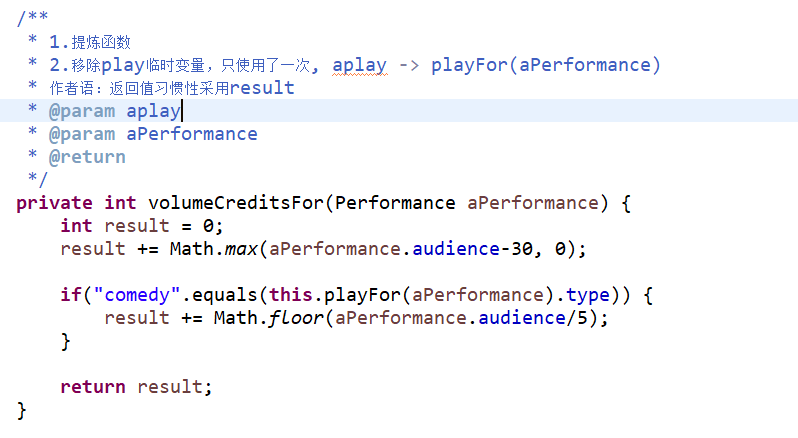 /**
 * 1.提炼函数
 * 2.移除play临时变量，只使用了一次, aplay -> playFor(aPerformance)
 * 作者语：返回值习惯性采用result
 * @param aplay
 * @param aPerformance
 * @return
 */
private int volumeCreditsFor(Performance aPerformance) {
    int result = 0;
    result += Math.max(aPerformance.audience-30, 0);
    if("comedy".equals(this.playFor(aPerformance).type)) {
        result += Math.floor(aPerformance.audience/5);
    }
    return result;
}